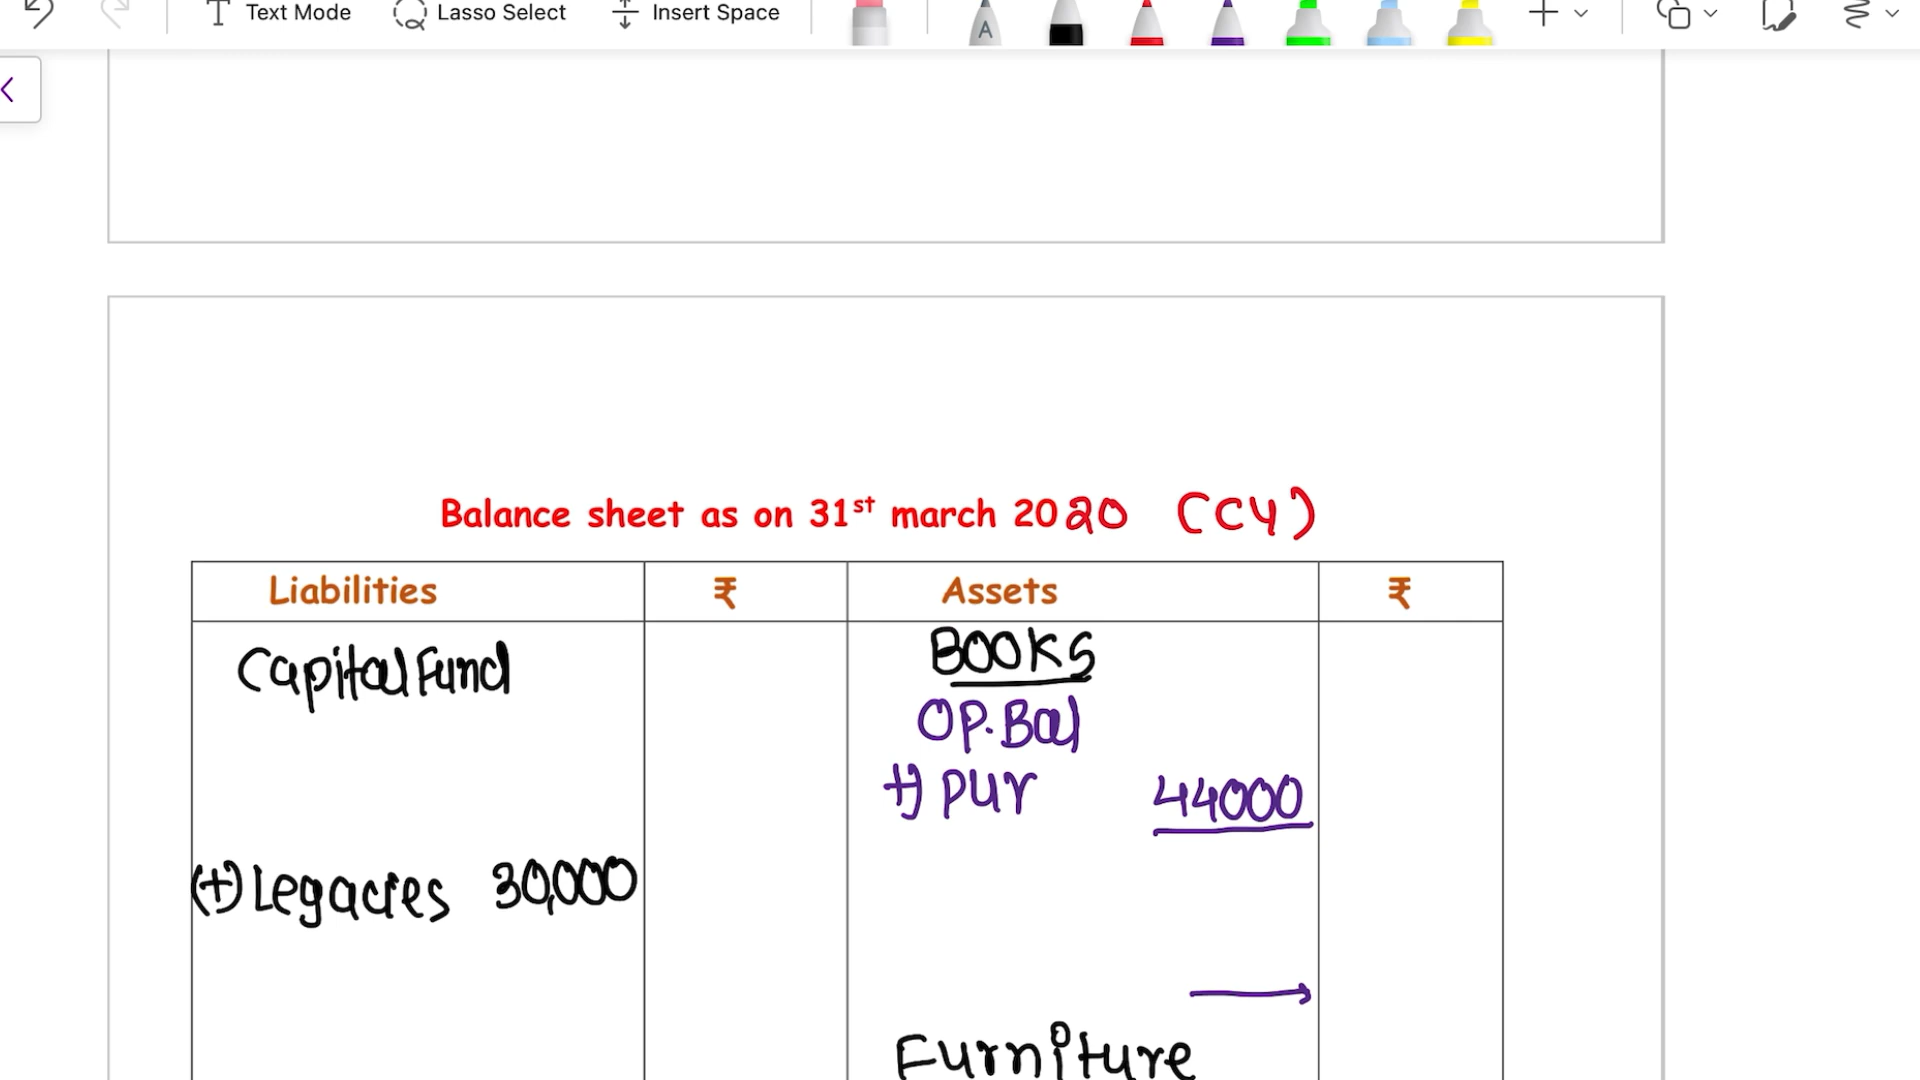 Text Mode Lasso Select Insert Space
A
Balance sheet as on 31st march 2020 (CY)
Liabilities ₹ Assets ₹
Capital Fund
BOOKS
OP.Bal
+) pur 44000
(+) Legacies 30,000
Furniture